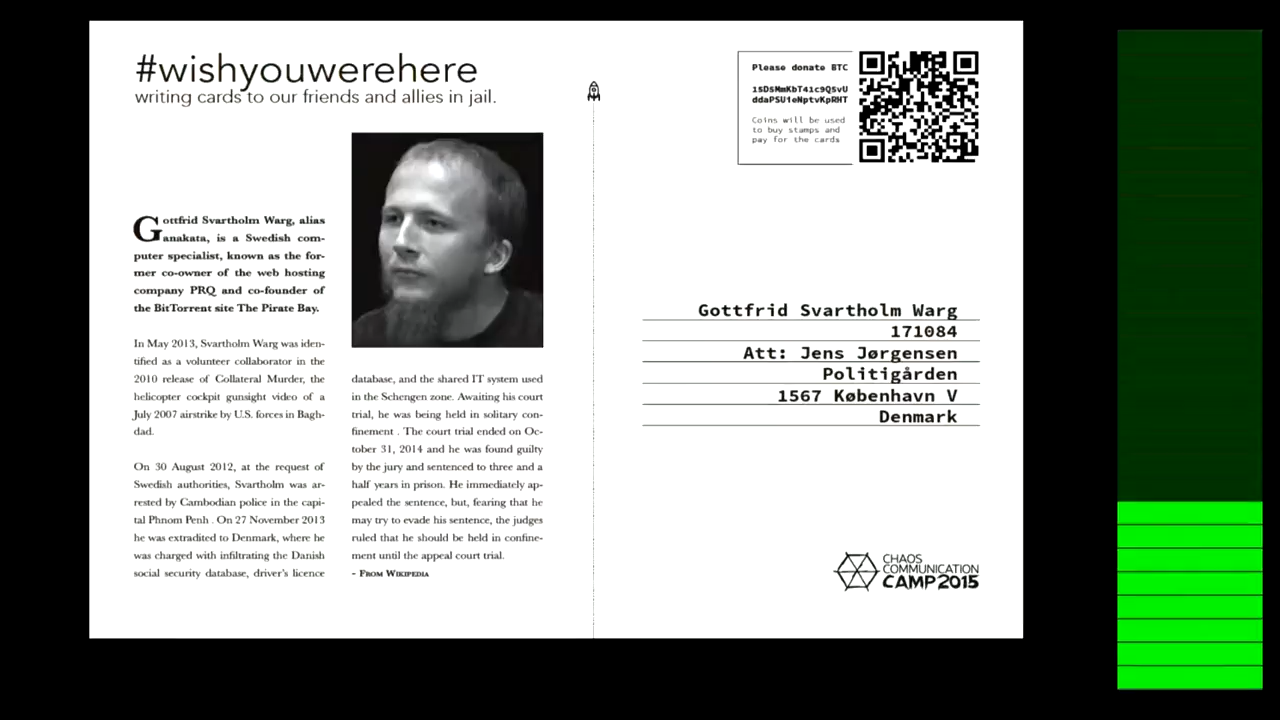 #wishyouwerehere
writing cards to our friends and allies in jail.
Gottfrid Svartholm Warg, alias
anakata, is a Swedish com-
puter specialist, known as the for-
mer co-owner of the web hosting
company PRQ and co-founder of
the BitTorrent site The Pirate Bay.
In May 2013, Svartholm Warg was iden-
tified as a volunteer collaborator in the
2010 release of Collateral Murder, the
helicopter cockpit gunsight video of a
July 2007 airstrike by U.S. forces in Bagh-
dad.
On 30 August 2012, at the request of
Swedish authorities, Svartholm was ar-
rested by Cambodian police in the capi-
tal Phnom Penh . On 27 November 2013
he was extradited to Denmark, where he
was charged with infiltrating the Danish
social security database, driver's licence
database, and the shared IT system used
in the Schengen zone. Awaiting his court
trial, he was being held in solitary con-
finement . The court trial ended on Oc-
tober 31, 2014 and he was found guilty
by the jury and sentenced to three and a
half years in prison. He immediately ap-
pealed the sentence, but, fearing that he
may try to evade his sentence, the judges
ruled that he should be held in confine-
ment until the appeal court trial.
- From Wikipedia
Please donate BTC
Coins will be used
to buy stamps and
pay for the cards
Gottfrid Svartholm Warg
171084
Att: Jens Jørgensen
Politigården
1567 København V
Denmark
CHAOS
COMMUNICATION
CAMP 2015